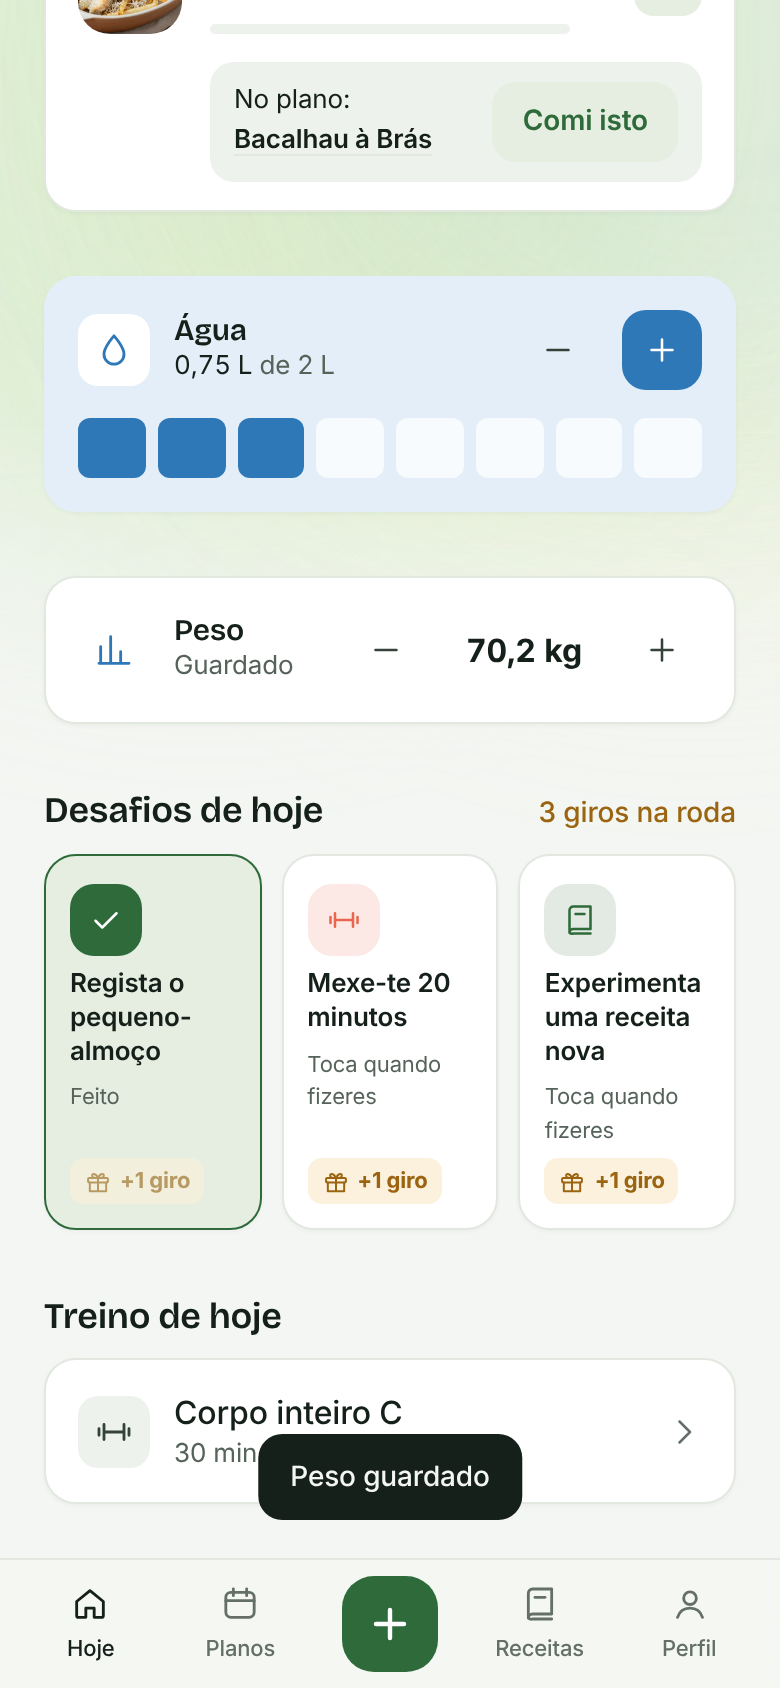 No plano:
Bacalhau à Brás
Comi isto
Água
0,75 L de 2 L
Peso
Guardado
70,2 kg
Desafios de hoje
3 giros na roda
Regista o
pequeno-
almoço
Feito
+1 giro
Mexe-te 20
minutos
Toca quando
fizeres
+1 giro
Experimenta
uma receita
nova
Toca quando
fizeres
+1 giro
Treino de hoje
Corpo inteiro C
30 min
Peso guardado
Hoje
Planos
Receitas
Perfil